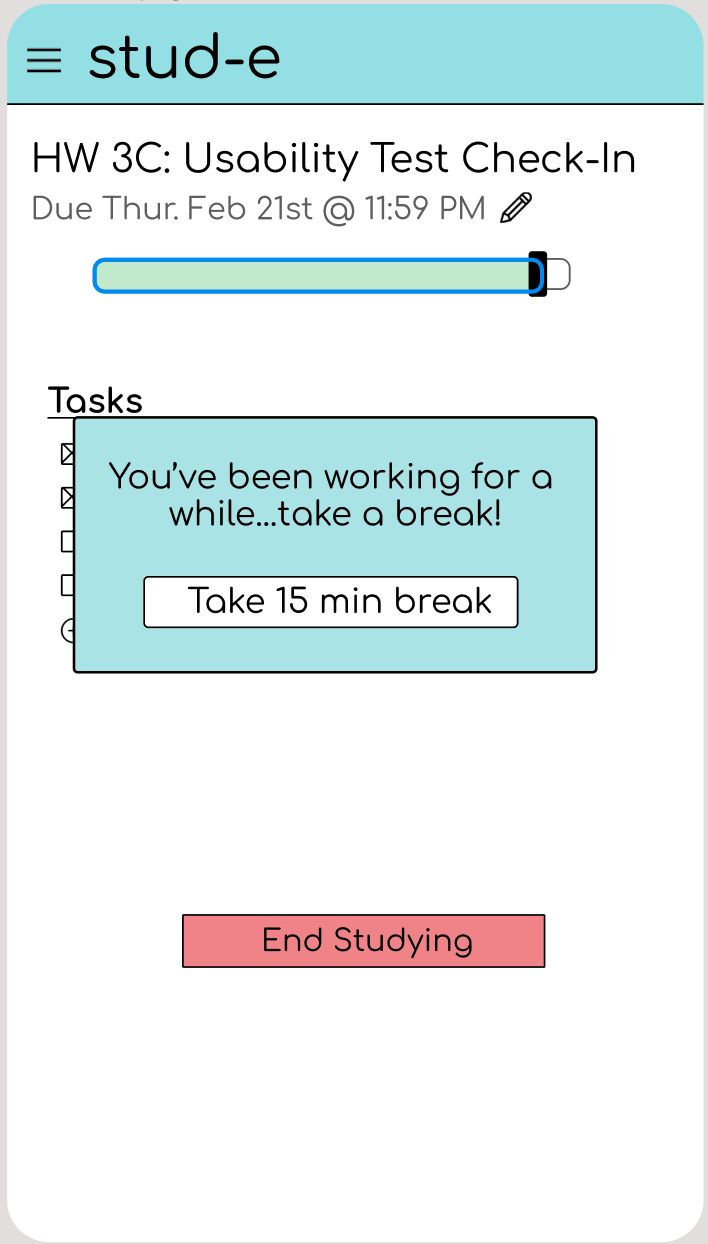 stud-e
HW 3C: Usability Test Check-In
Due Thur. Feb 21st @ 11:59 PM
Tasks
You've been working for a
while...take a break!
Take 15 min break
End Studying